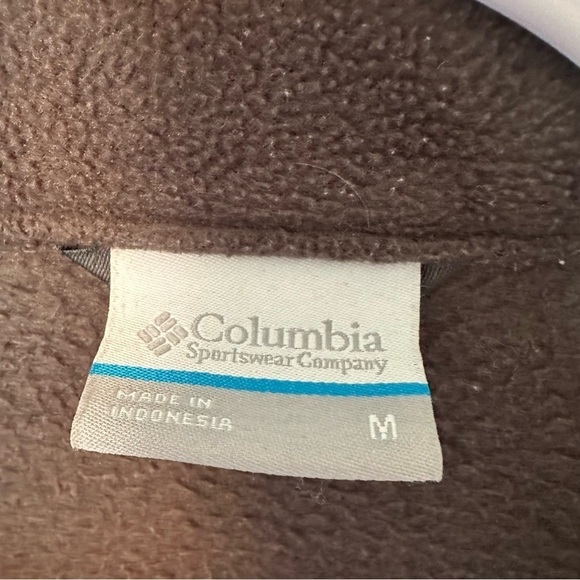 Columbia
Sportswear Company
MADE IN
INDONESIA
M